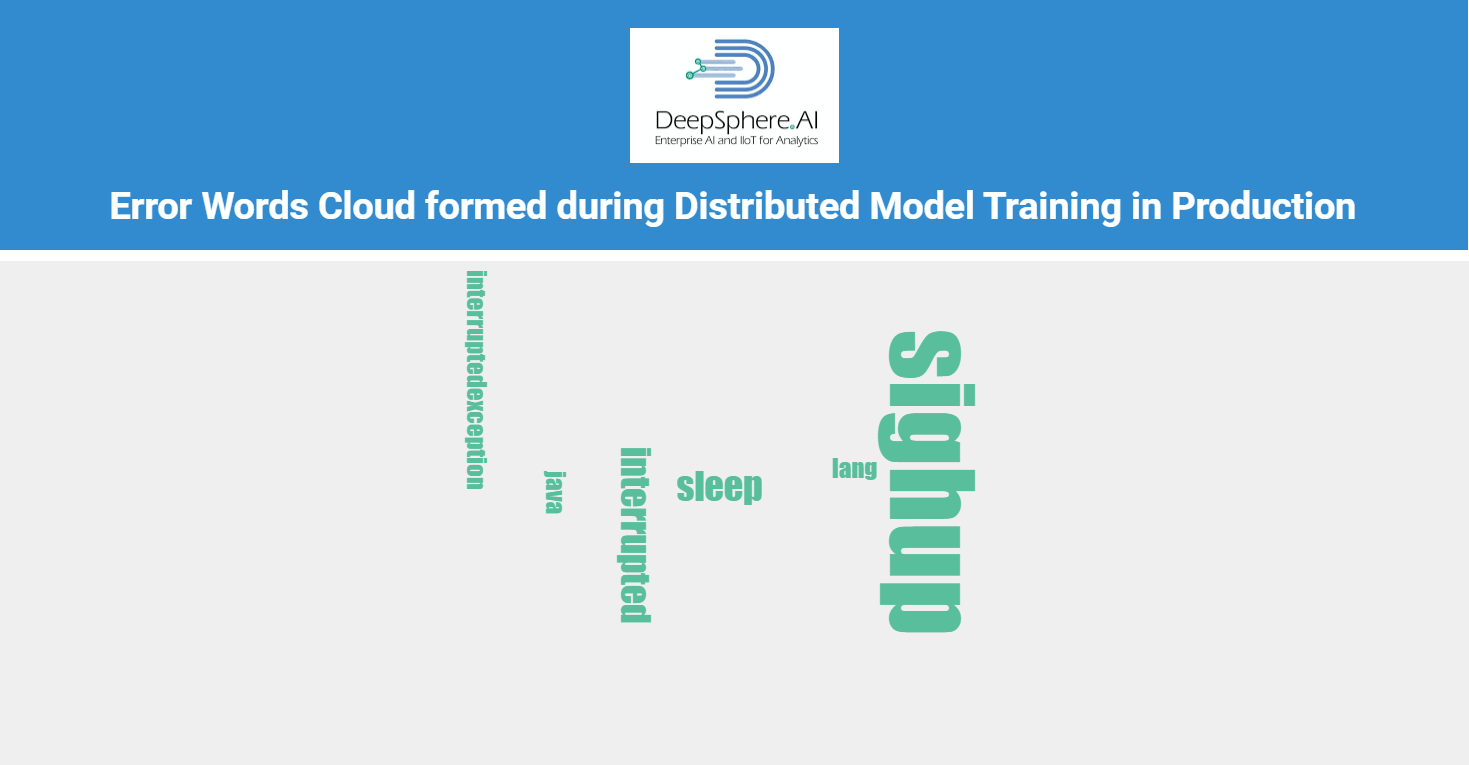 DeepSphere.AI
Enterprise AI and IIoT for Analytics
Error Words Cloud formed during Distributed Model Training in Production
interruptedexception
java
interrupted
sleep
lang
sighup